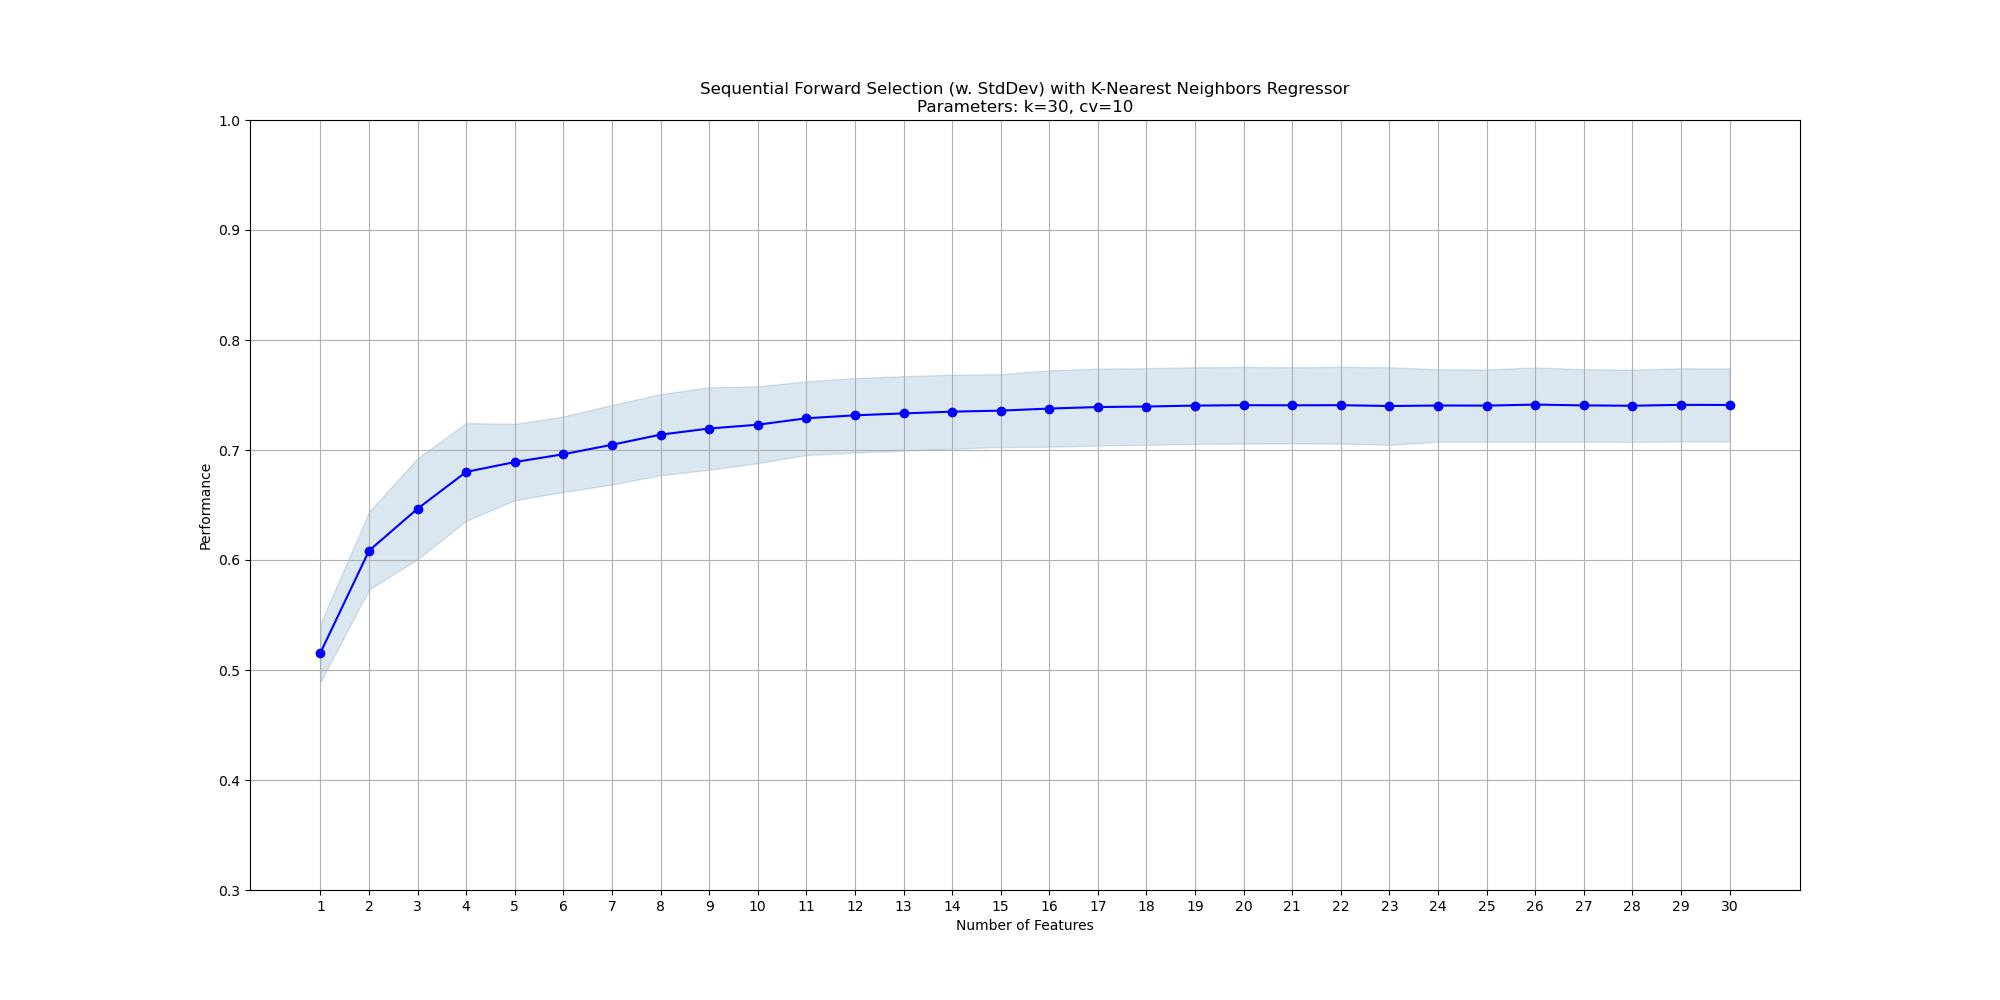 Sequential Forward Selection (w. StdDev) with K-Nearest Neighbors Regressor
Parameters: k=30, cv=10
1.0
0.9
0.8
0.7
0.6
0.5
0.4
0.3
Performance
1 2 3 4 5 6 7 8 9 10 11 12 13 14 15 16 17 18 19 20 21 22 23 24 25 26 27 28 29 30
Number of Features